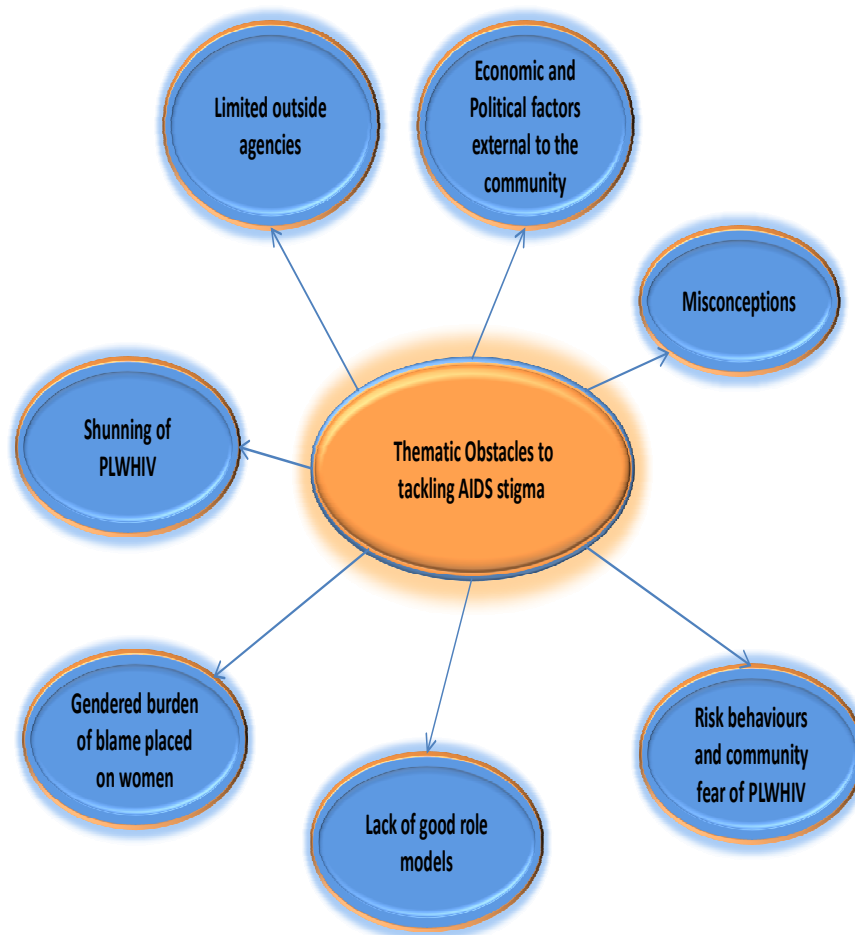 Limited outside
agencies
Economic and
Political factors
external to the
community
Misconceptions
Shunning of
PLWHIV
Thematic Obstacles to
tackling AIDS stigma
Gendered burden
of blame placed
on women
Lack of good role
models
Risk behaviours
and community
fear of PLWHIV